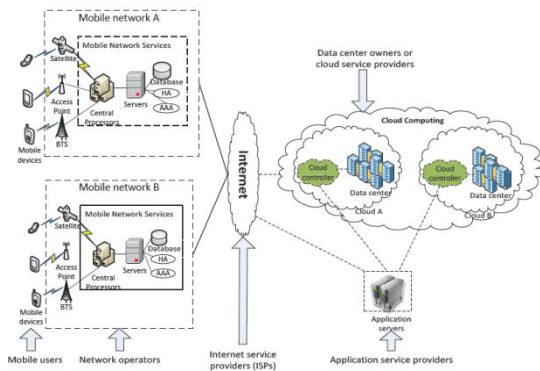 Mobile network A
Mobile Network Services
Satellite
Database
HA
AAA
Access
Point
Central
Processors
Servers
BTS
Mobile
devices
Mobile network B
Mobile Network Services
Satellite
Database
HA
AAA
Access
Point
Central
Processors
Servers
BTS
Mobile
devices
Mobile users
Network operators
Internet
Internet service
providers (ISPs)
Data center owners or
cloud service providers
Cloud Computing
Cloud
controller
Data center
Cloud A
Cloud
controller
Data center
Cloud B
Application
servers
Application service providers